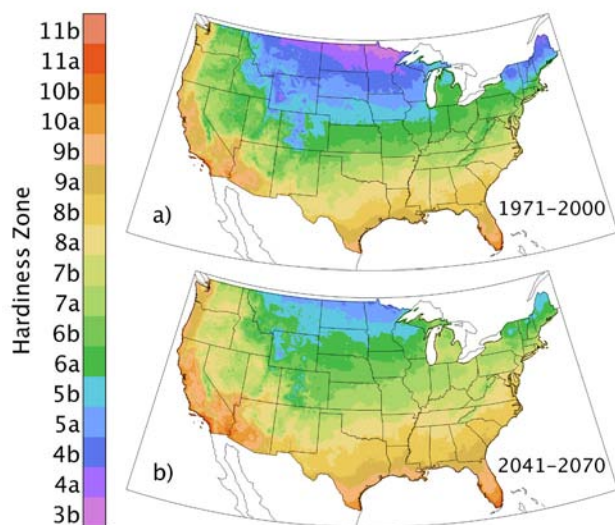 Hardiness Zone
11b
11a
10b
10a
9b
9a
8b
8a
7b
7a
6b
6a
5b
5a
4b
4a
3b
a)
1971–2000
b)
2041–2070